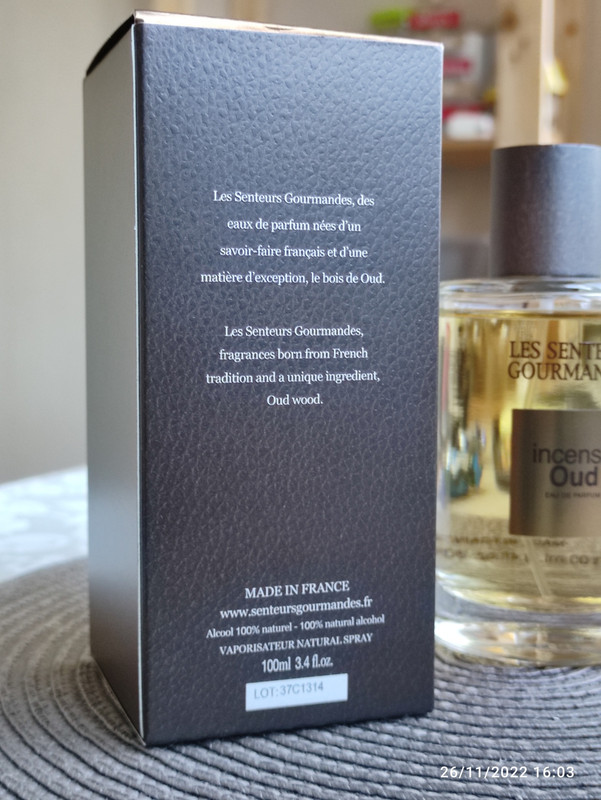 Les Senteurs Gourmandes, des
eaux de parfum nées d'un
savoir-faire français et d'une
matière d'exception, le bois de Oud.
Les Senteurs Gourmandes,
fragrances born from French
tradition and a unique ingredient,
Oud wood.
MADE IN FRANCE
www.senteursgourmandes.fr
Alcool 100% naturel - 100% natural alcohol
VAPORISATEUR NATURAL SPRAY
100ml 3.4 fl.oz.
LOT:37C1314
LES SENTE
GOURMAN
incens
Oud
EAU DE PARFUM
26/11/2022 16:03